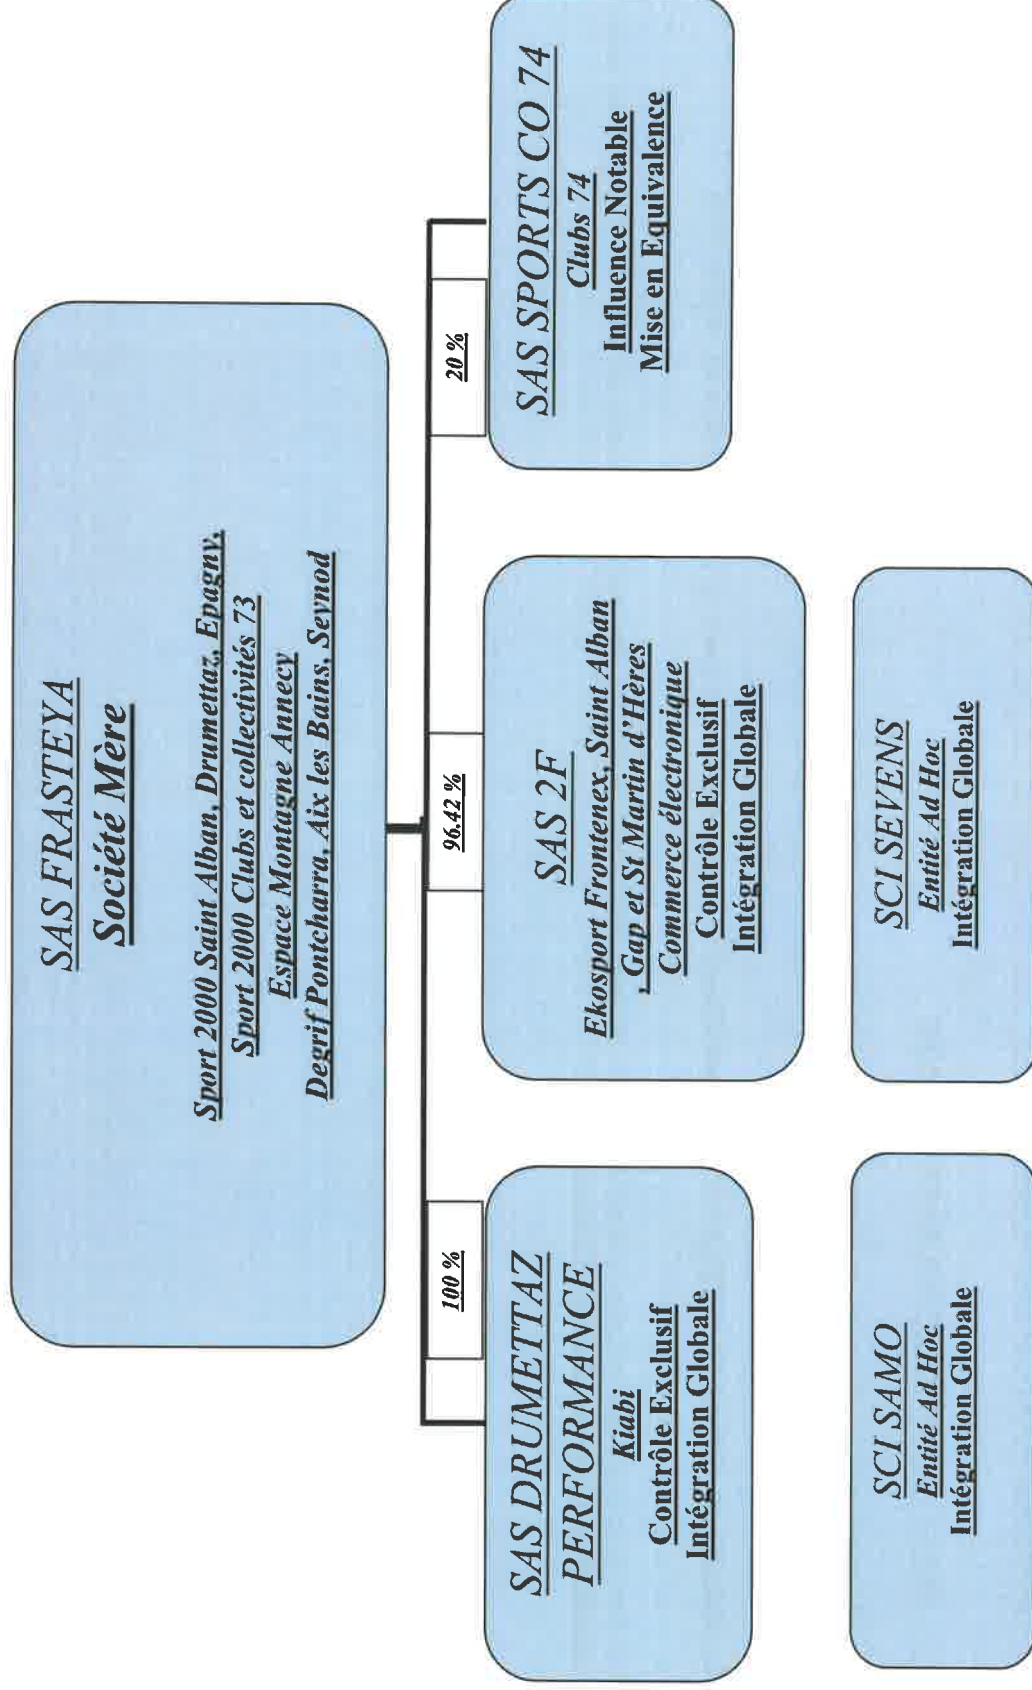 SAS FRASTEYA
Société Mère
Sport 2000 Saint Alban, Drumettaz, Epagny,
Sport 2000 Clubs et collectivités 73
Espace Montagne Annecy
Degrif Pontcharra, Aix les Bains, Seynod
100 %
96.42 %
20 %
SAS DRUMETTAZ
PERFORMANCE
Kiabi
Contrôle Exclusif
Intégration Globale
SAS 2F
Ekosport Frontenex, Saint Alban
, Gap et St Martin d'Hères
Commerce électronique
Contrôle Exclusif
Intégration Globale
SAS SPORTS CO 74
Clubs 74
Influence Notable
Mise en Equivalence
SCI SAMO
Entité Ad Hoc
Intégration Globale
SCI SEVENS
Entité Ad Hoc
Intégration Globale